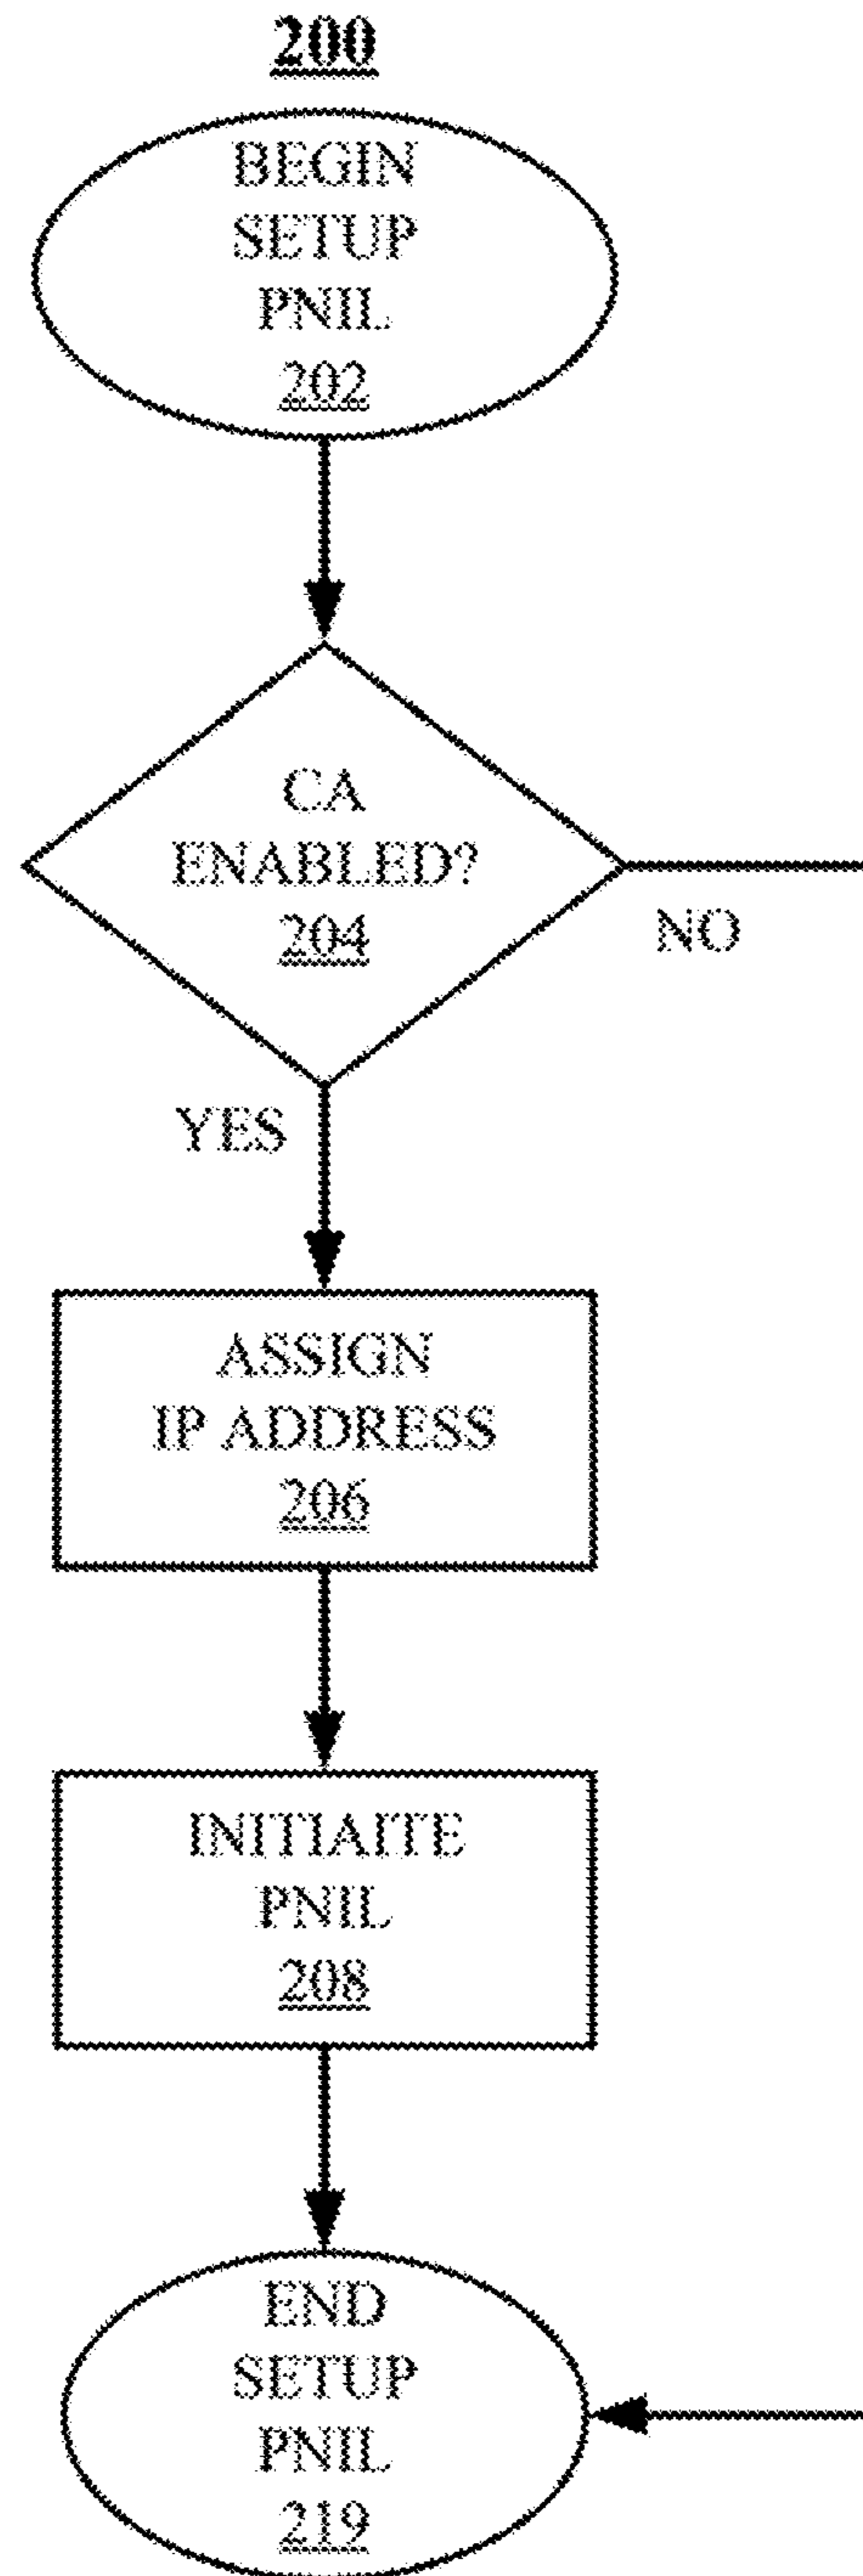 200
BEGIN
SETUP
PNIL
202
CA
ENABLED?
204
NO
YES
ASSIGN
IP ADDRESS
206
INITIAITE
PNIL
208
END
SETUP
PNIL
219